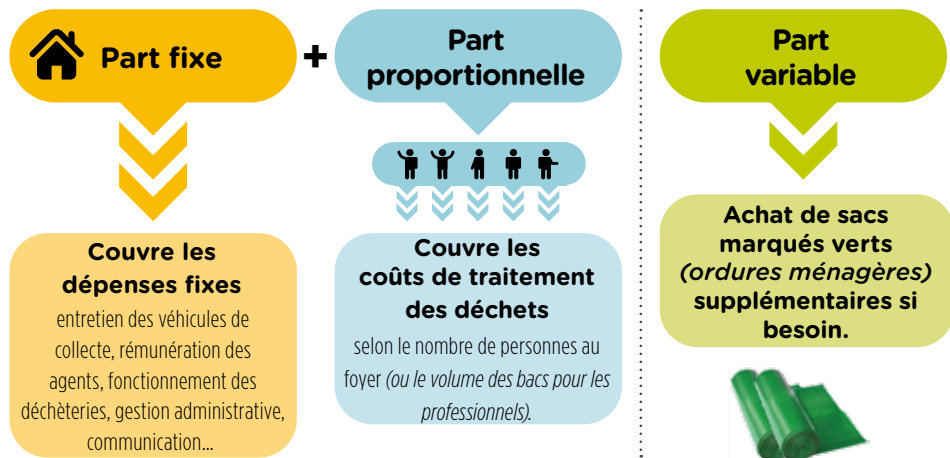 Part fixe
+
Part
proportionnelle
Part
variable
Couvre les
dépenses fixes
entretien des véhicules de
collecte, rémunération des
agents, fonctionnement des
déchèteries, gestion administrative,
communication...
Couvre les
coûts de traitement
des déchets
selon le nombre de personnes au
foyer (ou le volume des bacs pour les
professionnels).
Achat de sacs
marqués verts
(ordures ménagères)
supplémentaires si
besoin.